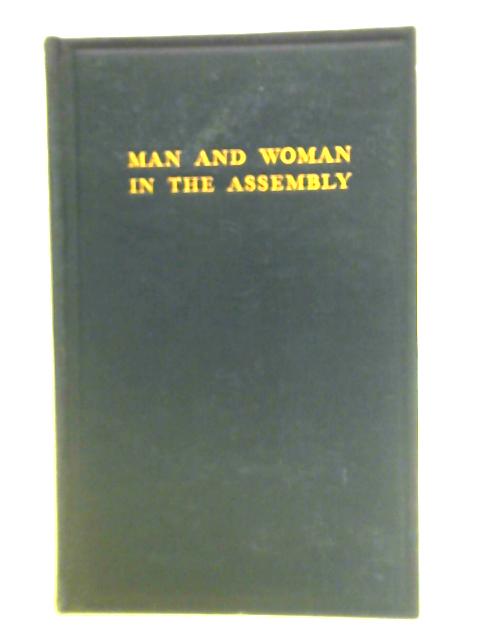 MAN AND WOMAN
IN THE ASSEMBLY